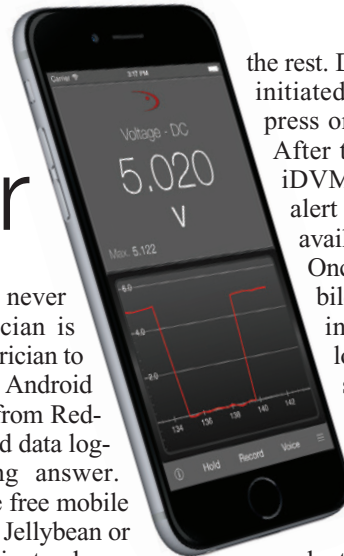 r
never
cian is
rician to
Android
from Red-
d data log-
ng answer.
e free mobile
Jellybean or
Carrier
3:17 PM
Voltage - DC
5.020
V
Max. 5.122
-6.0
-4.0
-2.0
134 136 138 140 142
Hold Record Voice
the rest. D
initiated
press or
After t
iDVM
alert
avail
Onc
bil
in
lo
s